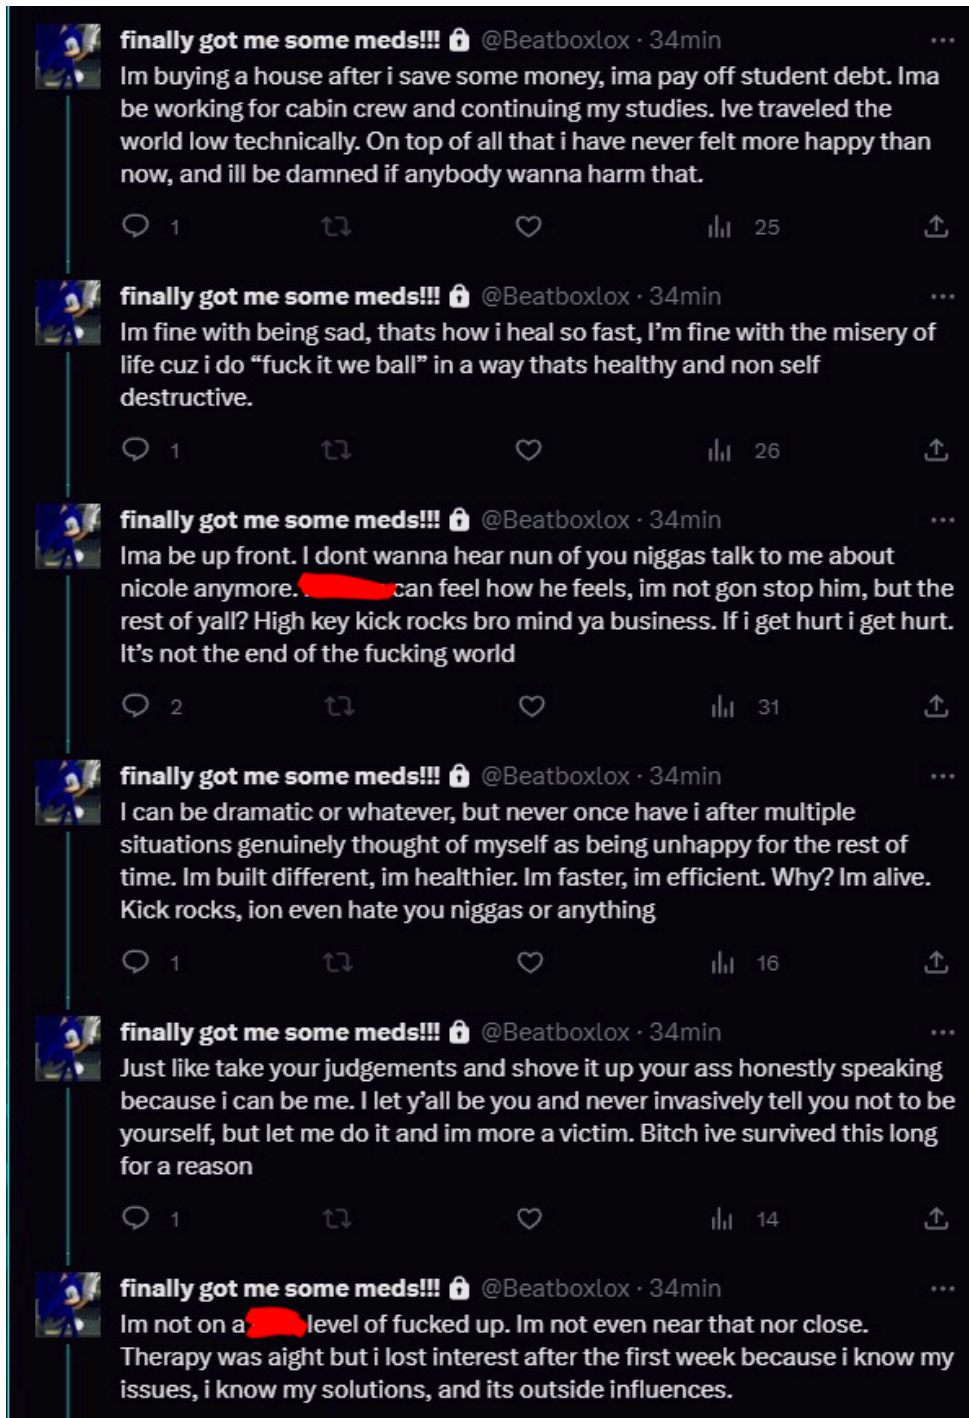 finally got me some meds!!! @Beatboxlox · 34min
Im buying a house after i save some money, ima pay off student debt. Ima
be working for cabin crew and continuing my studies. Ive traveled the
world low technically. On top of all that i have never felt more happy than
now, and ill be damned if anybody wanna harm that.
1 25
finally got me some meds!!! @Beatboxlox · 34min
Im fine with being sad, thats how i heal so fast, I’m fine with the misery of
life cuz i do “fuck it we ball” in a way thats healthy and non self
destructive.
1 26
finally got me some meds!!! @Beatboxlox · 34min
Ima be up front. I dont wanna hear nun of you niggas talk to me about
nicole anymore. can feel how he feels, im not gon stop him, but the
rest of yall? High key kick rocks bro mind ya business. If i get hurt i get hurt.
It’s not the end of the fucking world
2 31
finally got me some meds!!! @Beatboxlox · 34min
I can be dramatic or whatever, but never once have i after multiple
situations genuinely thought of myself as being unhappy for the rest of
time. Im built different, im healthier. Im faster, im efficient. Why? Im alive.
Kick rocks, ion even hate you niggas or anything
1 16
finally got me some meds!!! @Beatboxlox · 34min
Just like take your judgements and shove it up your ass honestly speaking
because i can be me. I let y’all be you and never invasively tell you not to be
yourself, but let me do it and im more a victim. Bitch ive survived this long
for a reason
1 14
finally got me some meds!!! @Beatboxlox · 34min
Im not on a level of fucked up. Im not even near that nor close.
Therapy was aight but i lost interest after the first week because i know my
issues, i know my solutions, and its outside influences.